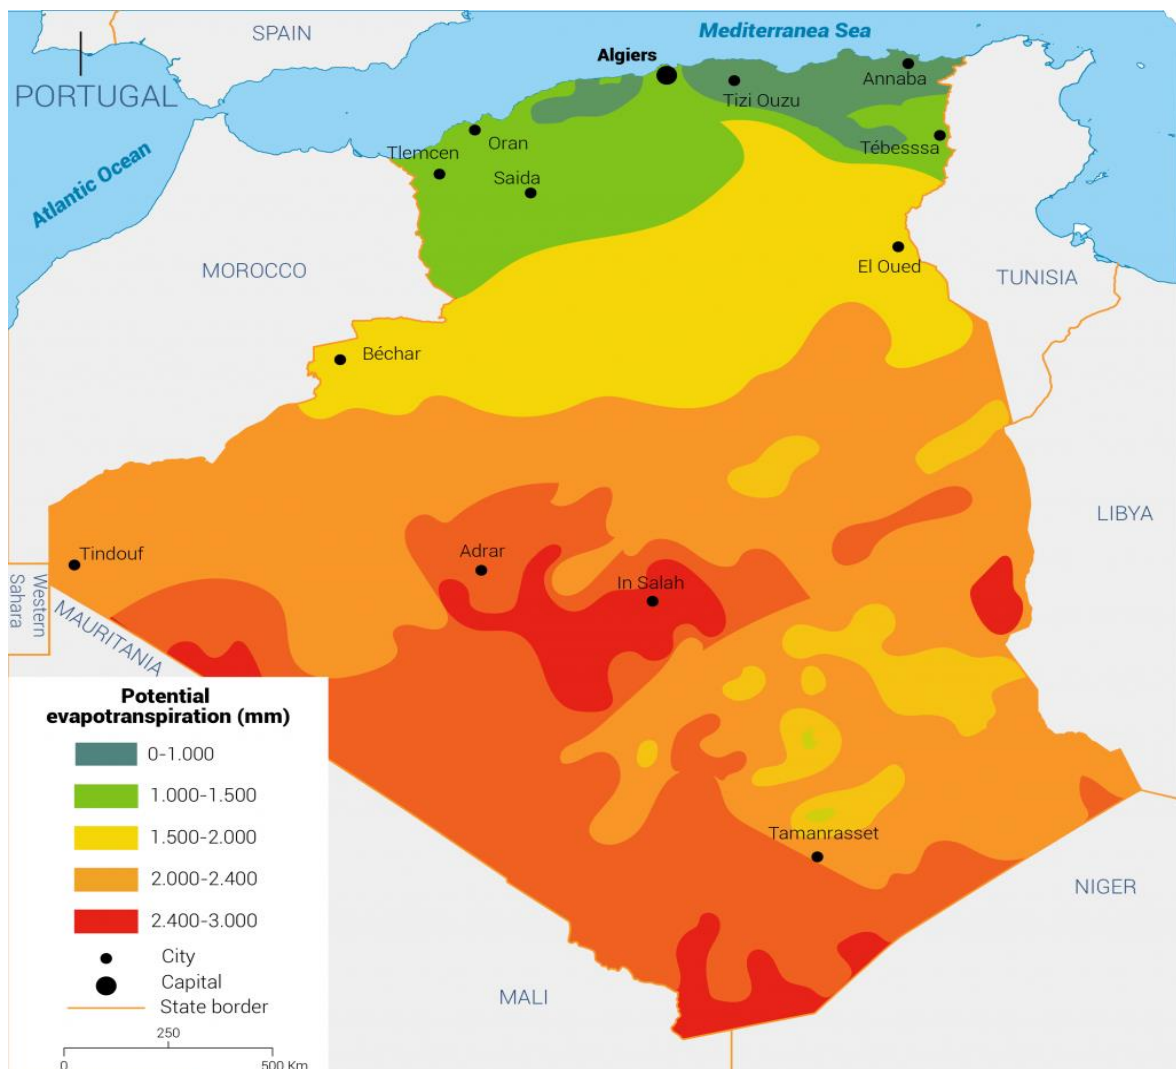 SPAIN
Mediterranea Sea
PORTUGAL
Algiers
Annaba
Tizi Ouzu
Atlantic Ocean
Oran
Tlemcen
Tébesssa
Saida
MOROCCO
El Oued
TUNISIA
Béchar
LIBYA
Tindouf
Adrar
In Salah
Western
Sahara
MAURITANIA
Tamanrasset
NIGER
MALI
Potential
evapotranspiration (mm)
0-1.000
1.000-1.500
1.500-2.000
2.000-2.400
2.400-3.000
City
Capital
State border
250
0 500 Km